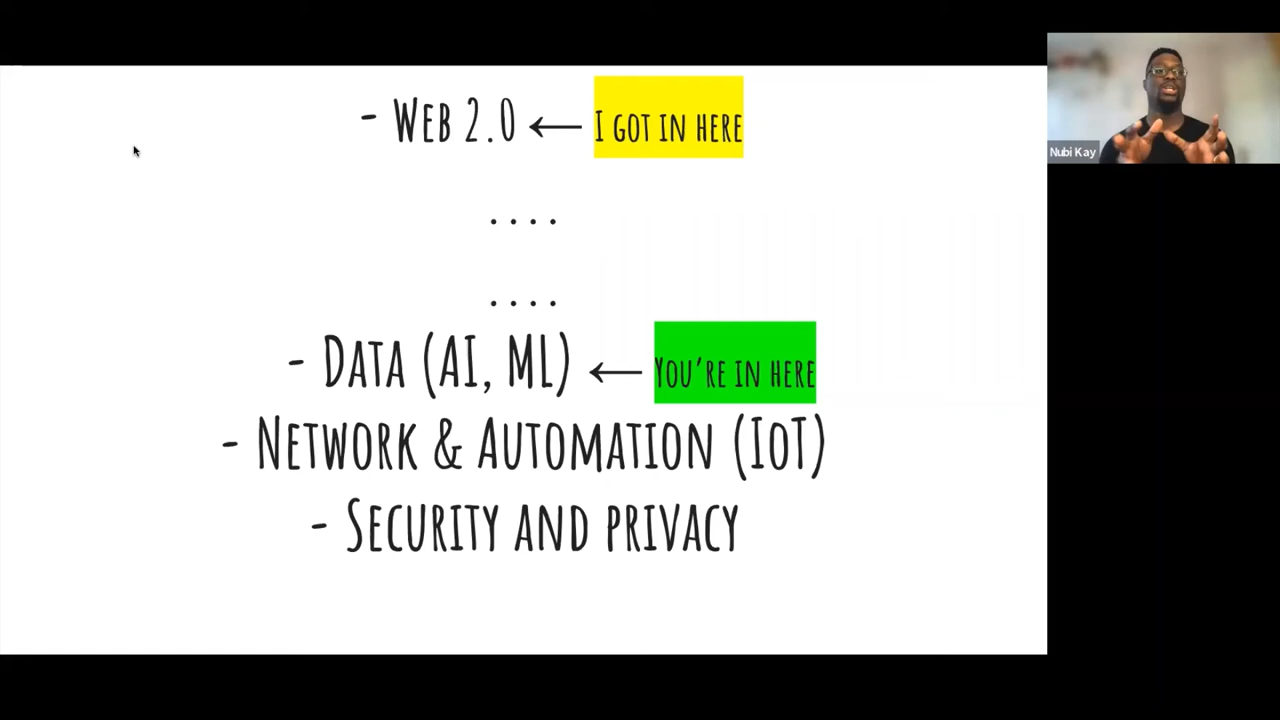 - Web 2.0 ← I got in here
....
....
- Data (AI, ML) ← You're in here
- Network & Automation (IoT)
- Security and privacy
Nubi Kay